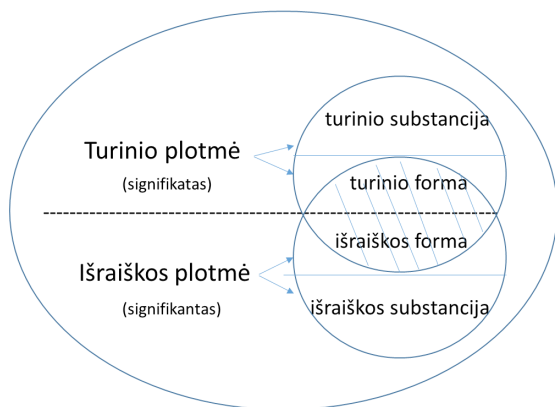 turinio substancija
Turinio plotmė
(signifikatas)
turinio forma
išraiškos forma
Išraiškos plotmė
(signifikantas)
išraiškos substancija